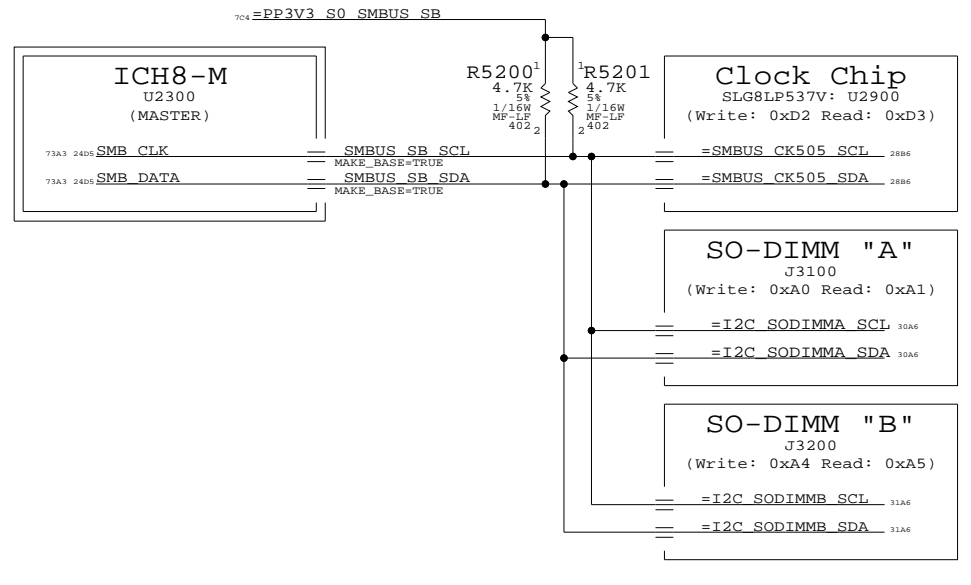 7C4 =PP3V3_S0_SMBUS_SB
ICH8-M
U2300
(MASTER)
73A3 24D5 SMB_CLK
73A3 24D5 SMB_DATA
SMBUS_SB_SCL
MAKE_BASE=TRUE
SMBUS_SB_SDA
MAKE_BASE=TRUE
R5200 1
4.7K
5%
1/16W
MF-LF
402 2
1 R5201
4.7K
5%
1/16W
MF-LF
2 402
Clock Chip
SLG8LP537V: U2900
(Write: 0xD2 Read: 0xD3)
=SMBUS_CK505_SCL 28B6
=SMBUS_CK505_SDA 28B6
SO-DIMM "A"
J3100
(Write: 0xA0 Read: 0xA1)
=I2C_SODIMMA_SCL 30A6
=I2C_SODIMMA_SDA 30A6
SO-DIMM "B"
J3200
(Write: 0xA4 Read: 0xA5)
=I2C_SODIMMB_SCL 31A6
=I2C_SODIMMB_SDA 31A6